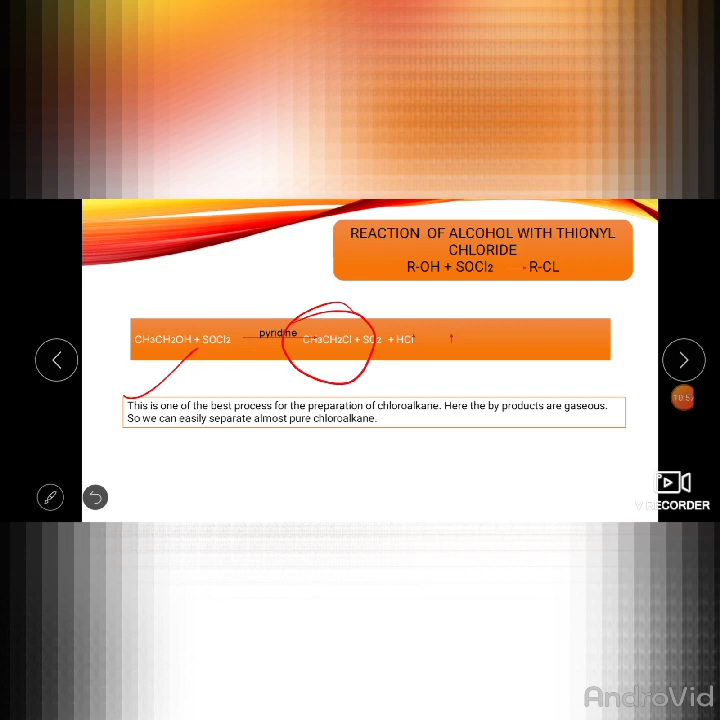 REACTION OF ALCOHOL WITH THIONYL
CHLORIDE
R-OH + SOCl2 → R-CL
pyridine
CH3CH2OH + SOCl2 CH3CH2Cl + SO2 + HCl↑ ↑
This is one of the best process for the preparation of chloroalkane. Here the by products are gaseous.
So we can easily separate almost pure chloroalkane.
V RECORDER
AndroVid